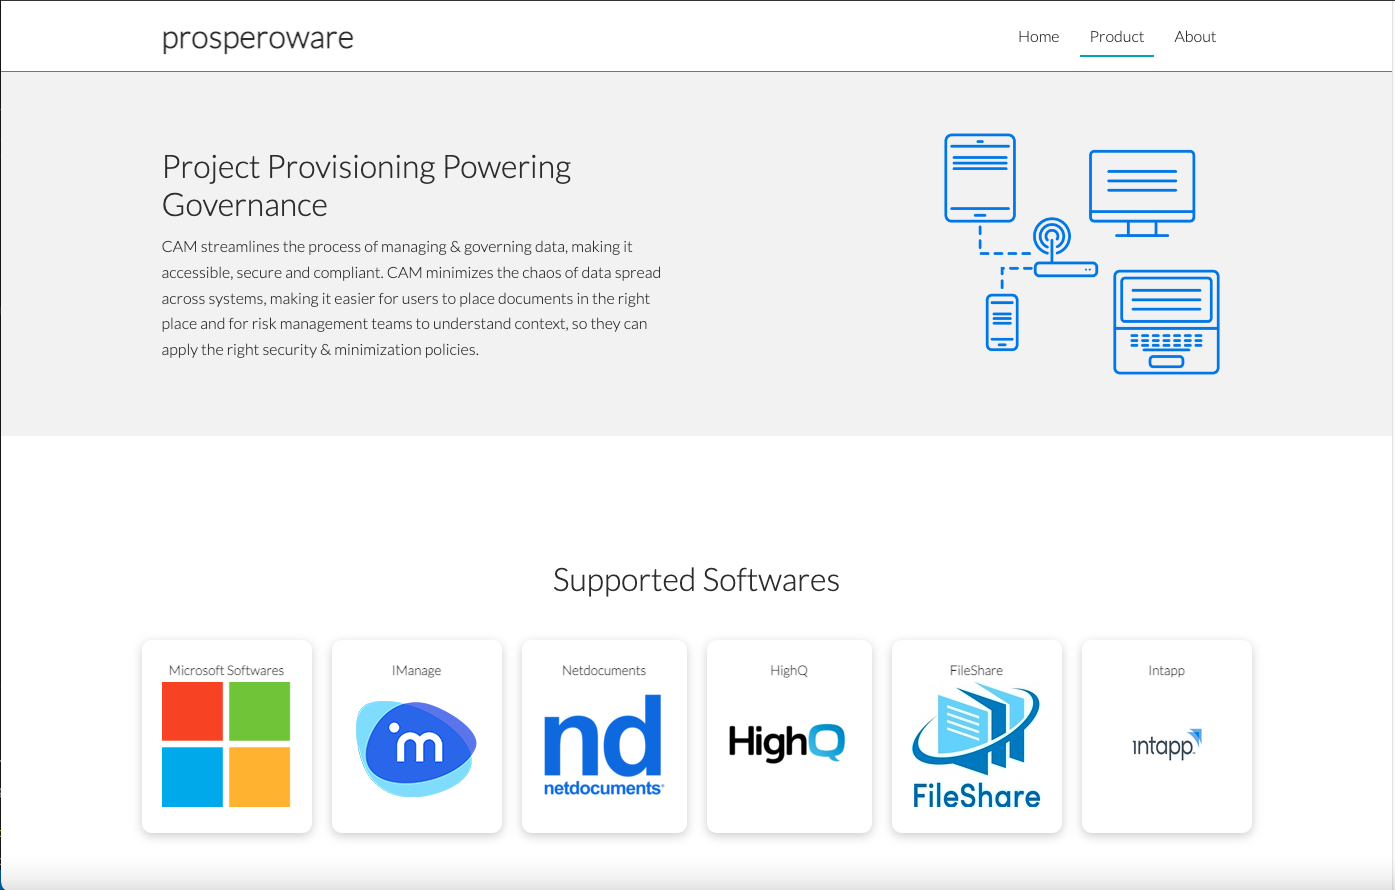 prosperoware
Home Product About
Project Provisioning Powering
Governance
CAM streamlines the process of managing & governing data, making it
accessible, secure and compliant. CAM minimizes the chaos of data spread
across systems, making it easier for users to place documents in the right
place and for risk management teams to understand context, so they can
apply the right security & minimization policies.
Supported Softwares
Microsoft Softwares
IManage
m
Netdocuments
nd
netdocuments®
HighQ
HighQ
FileShare
FileShare
Intapp
intapp